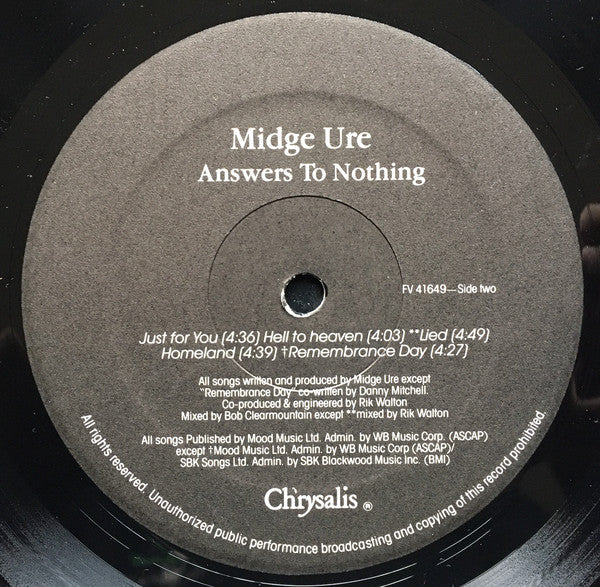 Midge Ure
Answers To Nothing
FV 41649—Side two
Just for You (4:36) Hell to heaven (4:03) **Lied (4:49)
Homeland (4:39) †Remembrance Day (4:27)
All songs written and produced by Midge Ure except
"Remembrance Day" co-written by Danny Mitchell.
Co-produced & engineered by Rik Walton
Mixed by Bob Clearmountain except **mixed by Rik Walton
All songs Published by Mood Music Ltd. Admin. by WB Music Corp. (ASCAP)
except †Mood Music Ltd. Admin. by WB Music Corp. (ASCAP)/
SBK Songs Ltd. Admin. by SBK Blackwood Music Inc. (BMI)
Chrysalis ®
All rights reserved. Unauthorized public performance broadcasting and copying of this record prohibited.